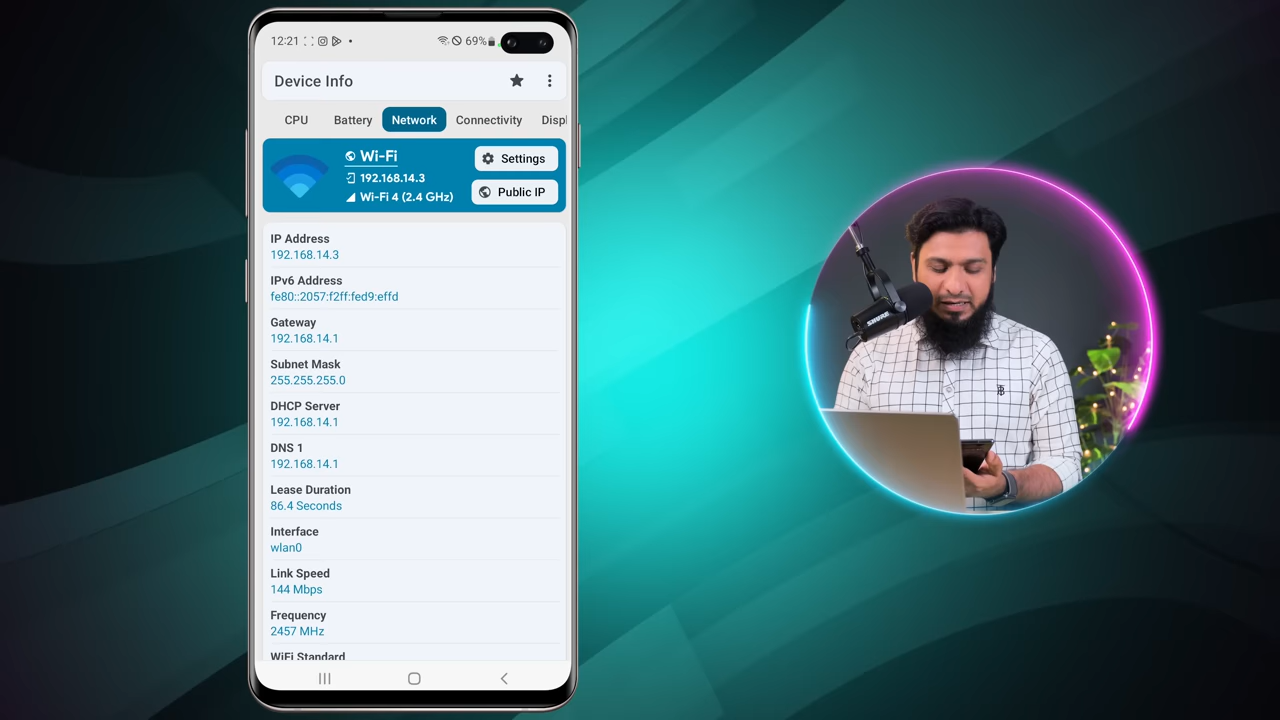 12:21
69%
Device Info
CPU Battery Network Connectivity Displ
Wi-Fi
192.168.14.3
Wi-Fi 4 (2.4 GHz)
Settings
Public IP
IP Address
192.168.14.3
IPv6 Address
fe80::2057:f2ff:fed9:effd
Gateway
192.168.14.1
Subnet Mask
255.255.255.0
DHCP Server
192.168.14.1
DNS 1
192.168.14.1
Lease Duration
86.4 Seconds
Interface
wlan0
Link Speed
144 Mbps
Frequency
2457 MHz
WiFi Standard
SHURE